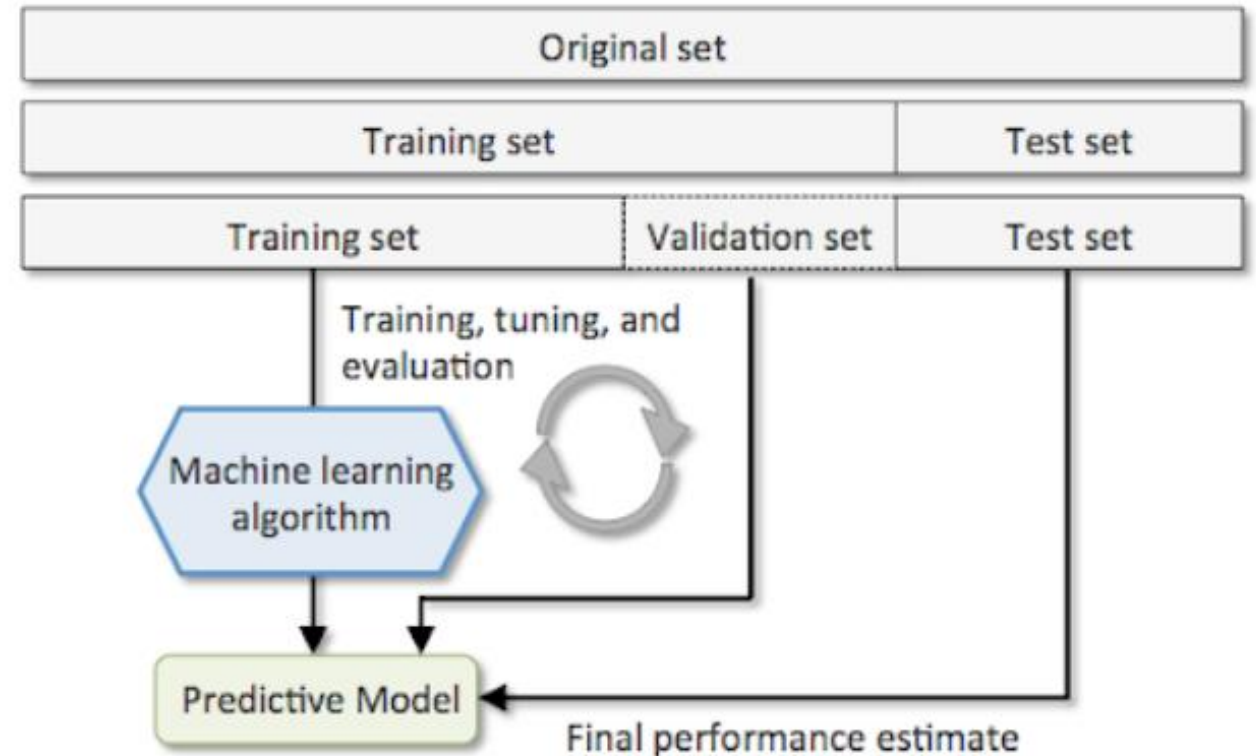 Original set
Training set
Test set
Training set
Validation set
Test set
Training, tuning, and
evaluation
Machine learning
algorithm
Predictive Model
Final performance estimate